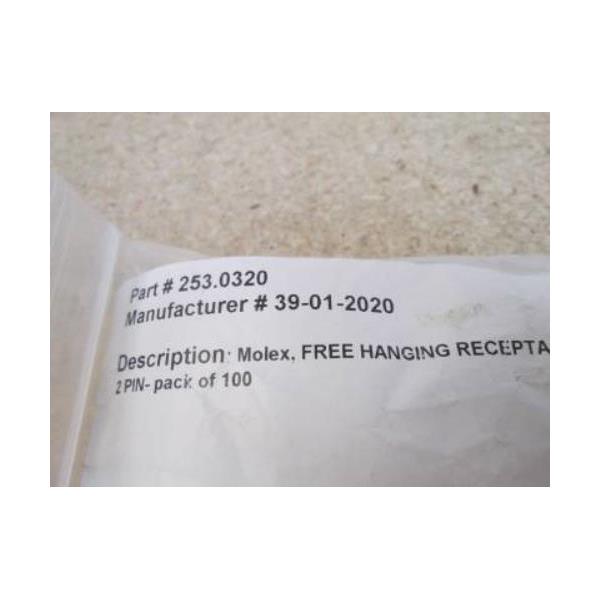 Part # 253.0320
Manufacturer # 39-01-2020
Description: Molex, FREE HANGING RECEPTA
2 PIN- pack of 100